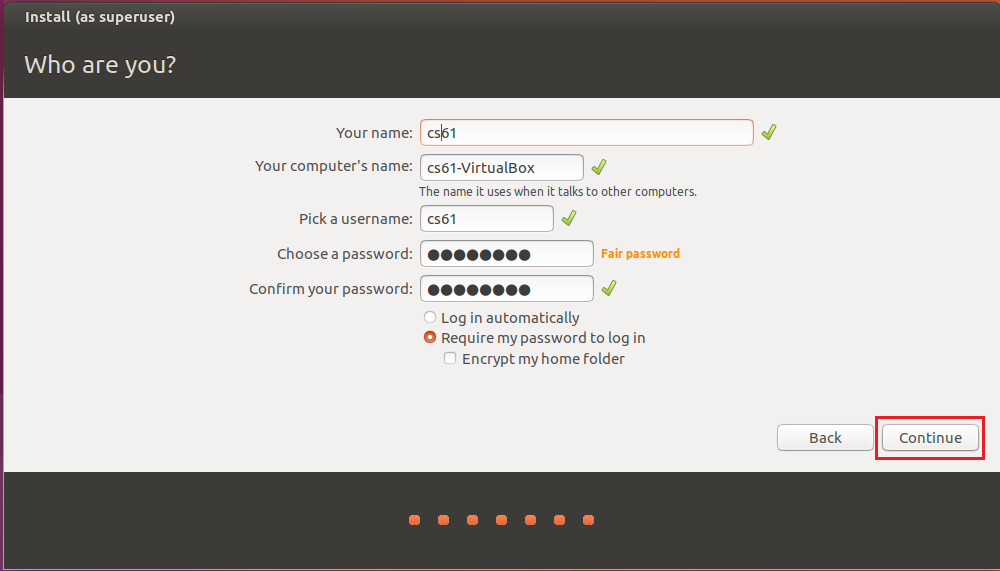 Install (as superuser)
Who are you?
Your name: cs61
Your computer's name: cs61-VirtualBox
The name it uses when it talks to other computers.
Pick a username: cs61
Choose a password: ●●●●●●●● Fair password
Confirm your password: ●●●●●●●●
Log in automatically
Require my password to log in
Encrypt my home folder
Back Continue